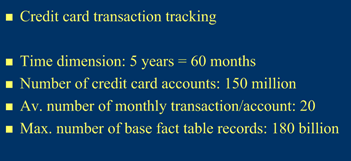 Credit card transaction tracking
Time dimension: 5 years = 60 months
Number of credit card accounts: 150 million
Av. number of monthly transaction/account: 20
Max. number of base fact table records: 180 billion